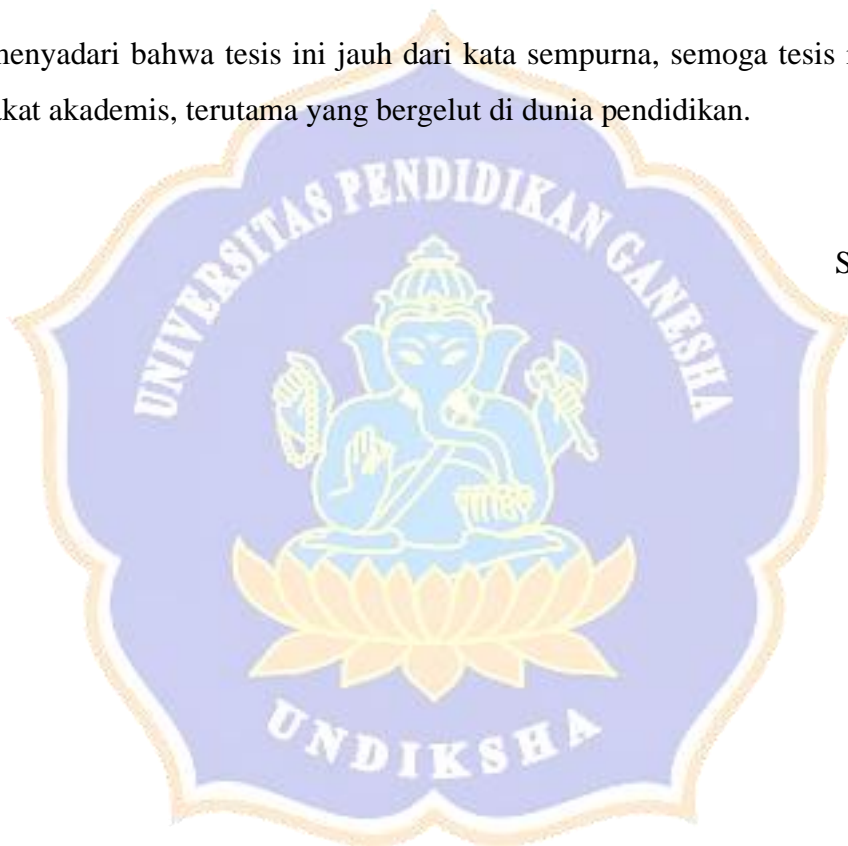 menyadari bahwa tesis ini jauh dari kata sempurna, semoga tesis
akat akademis, terutama yang bergelut di dunia pendidikan.
UNIVERSITAS PENDIDIKAN GANESHA
S
UNDIKSHA